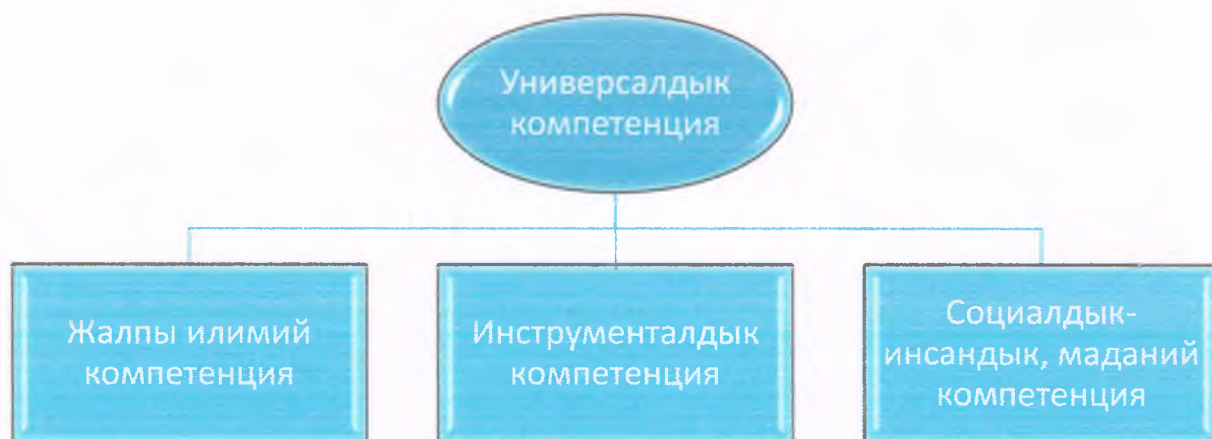 Универсалдык
компетенция
Жалпы илимий
компетенция
Инструменталдык
компетенция
Социалдык-
инсандык, маданий
компетенция